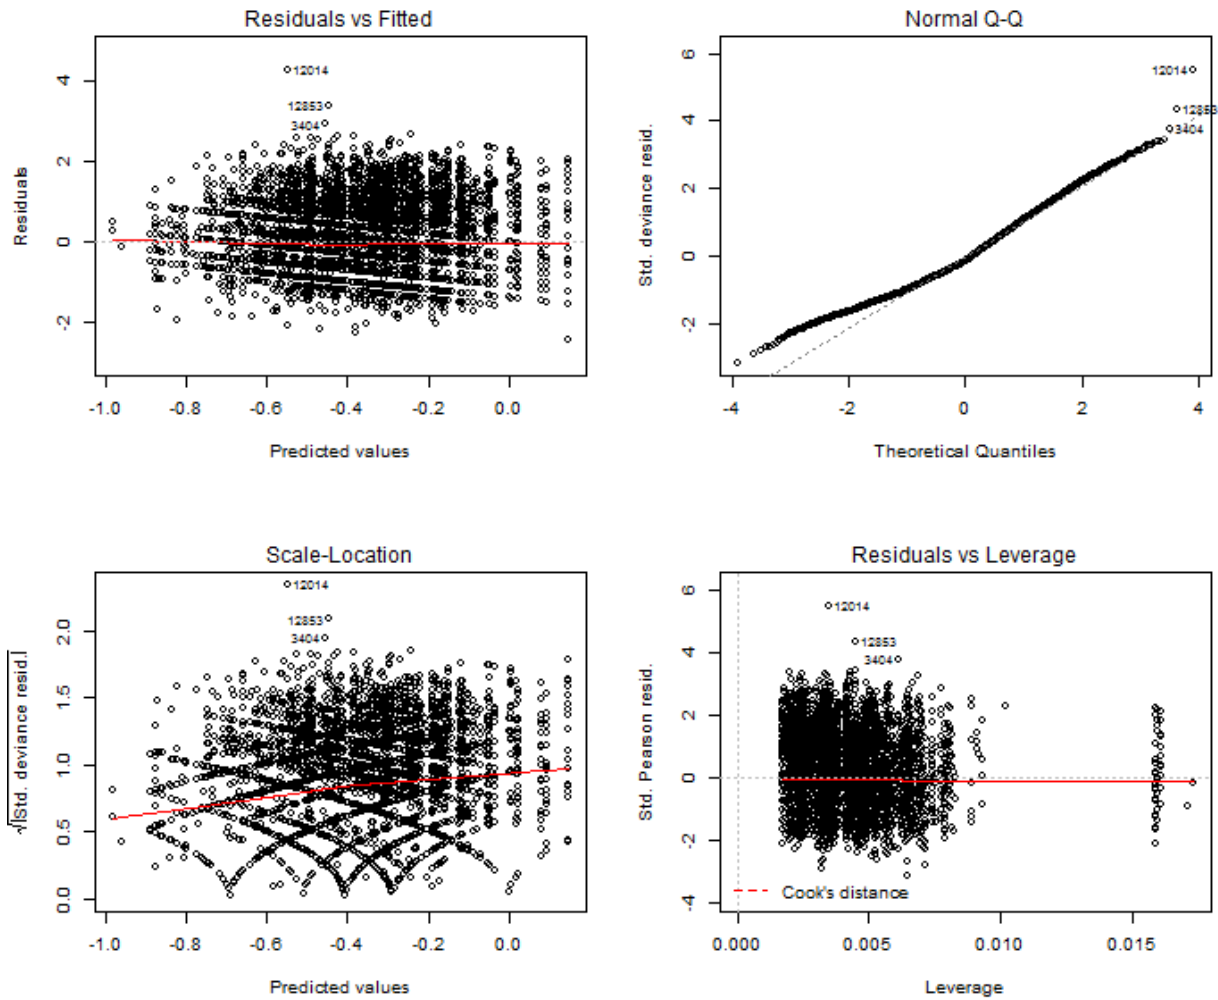 Residuals vs Fitted
Residuals
4
2
0
-2
12014
12853
3404
-1.0 -0.8 -0.6 -0.4 -0.2 0.0
Predicted values
Normal Q-Q
Std. deviance resid.
6
4
2
0
-2
12014
12853
3404
-4 -2 0 2 4
Theoretical Quantiles
Scale-Location
√|Std. deviance resid.|
2.0
1.5
1.0
0.5
0.0
12014
12853
3404
-1.0 -0.8 -0.6 -0.4 -0.2 0.0
Predicted values
Residuals vs Leverage
Std. Pearson resid.
6
4
2
0
-2
-4
12014
12853
3404
Cook's distance
0.000 0.005 0.010 0.015
Leverage